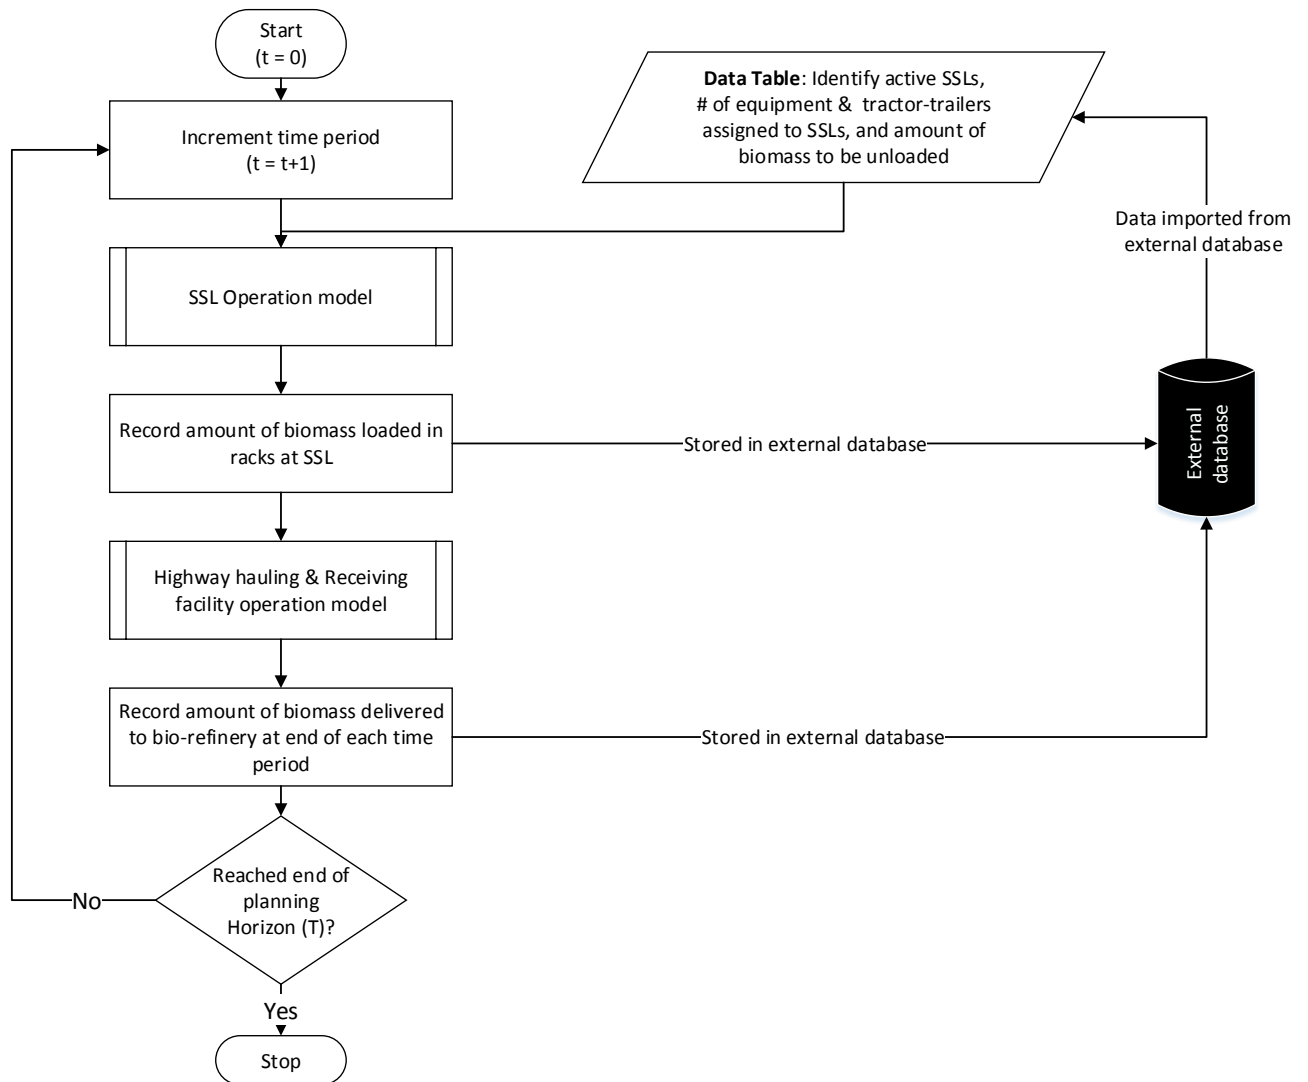 Start
(t = 0)
Increment time period
(t = t+1)
Data Table: Identify active SSLs,
# of equipment & tractor-trailers
assigned to SSLs, and amount of
biomass to be unloaded
Data imported from
external database
SSL Operation model
Record amount of biomass loaded in
racks at SSL
Stored in external database
External
database
Highway hauling & Receiving
facility operation model
Record amount of biomass delivered
to bio-refinery at end of each time
period
Stored in external database
Reached end of
planning
Horizon (T)?
No
Yes
Stop